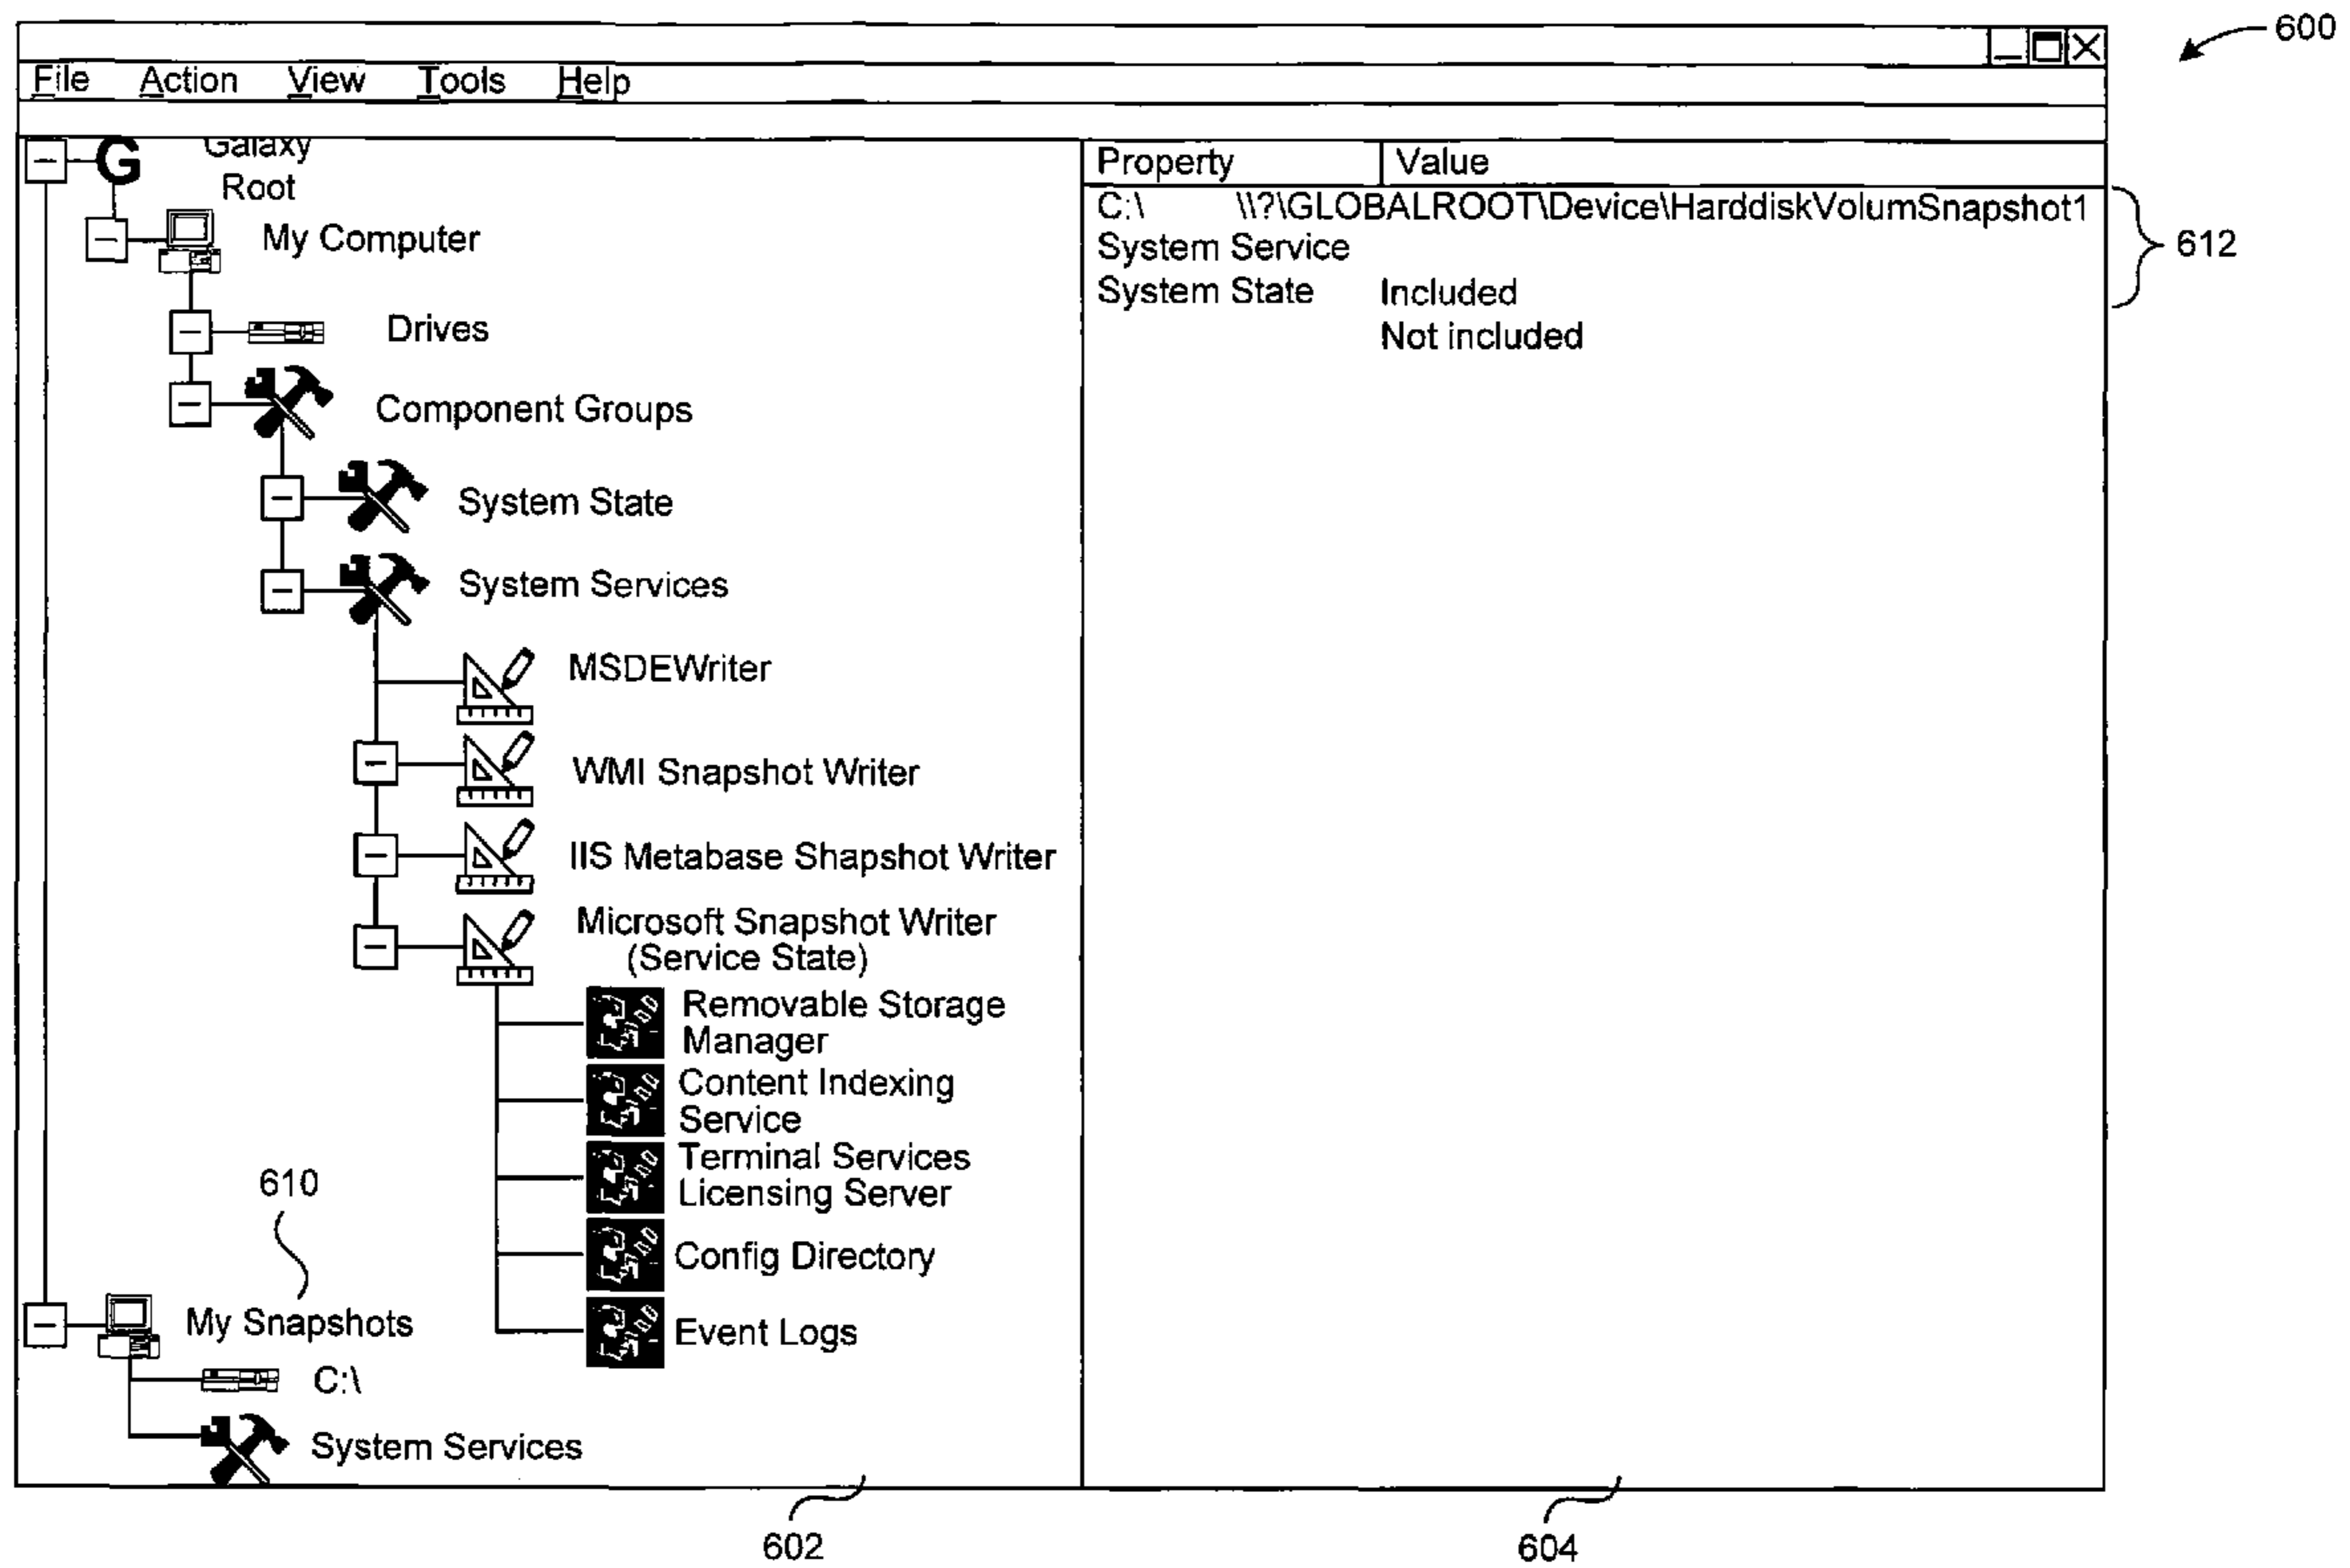 600
File Action View Tools Help
Galaxy
Root
My Computer
Drives
Component Groups
System State
System Services
MSDEWriter
WMI Snapshot Writer
IIS Metabase Shapshot Writer
Microsoft Snapshot Writer
(Service State)
Removable Storage
Manager
Content Indexing
Service
Terminal Services
Licensing Server
Config Directory
Event Logs
610
My Snapshots
C:\
System Services
Property Value
C:\ \\?\GLOBALROOT\Device\HarddiskVolumSnapshot1
System Service
System State Included
Not included
612
602
604